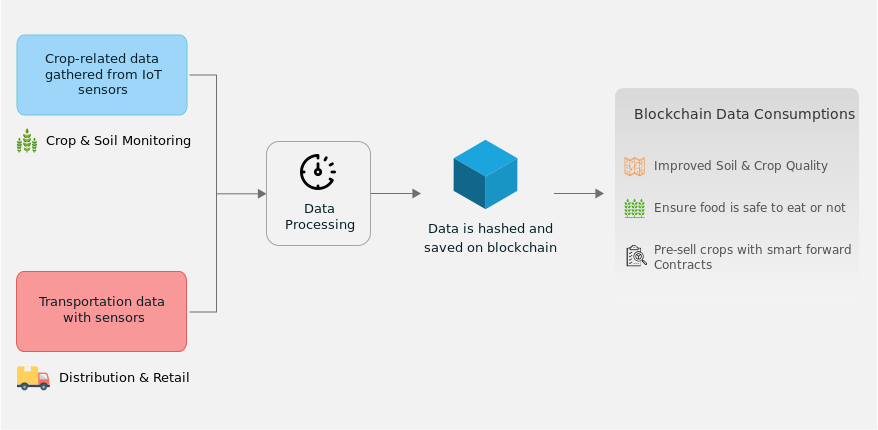 Crop-related data
gathered from IoT
sensors
Crop & Soil Monitoring
Transportation data
with sensors
Distribution & Retail
Data
Processing
Data is hashed and
saved on blockchain
Blockchain Data Consumptions
Improved Soil & Crop Quality
Ensure food is safe to eat or not
Pre-sell crops with smart forward
Contracts